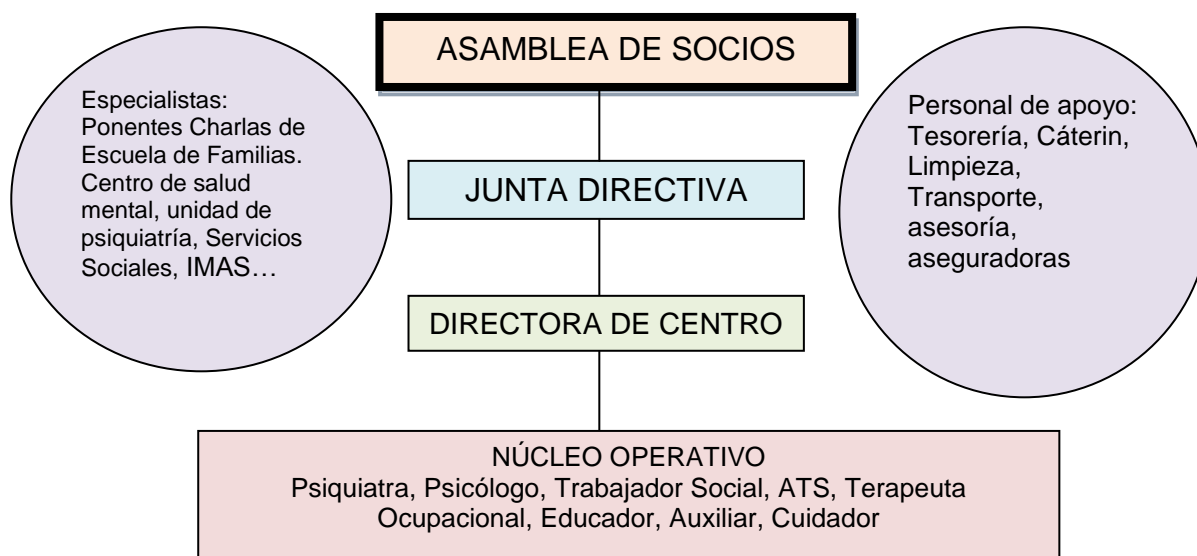 ASAMBLEA DE SOCIOS
Especialistas:
Ponentes Charlas de
Escuela de Familias.
Centro de salud
mental, unidad de
psiquiatría, Servicios
Sociales, IMAS…
Personal de apoyo:
Tesorería, Cáterin,
Limpieza,
Transporte,
asesoría,
aseguradoras
JUNTA DIRECTIVA
DIRECTORA DE CENTRO
NÚCLEO OPERATIVO
Psiquiatra, Psicólogo, Trabajador Social, ATS, Terapeuta
Ocupacional, Educador, Auxiliar, Cuidador